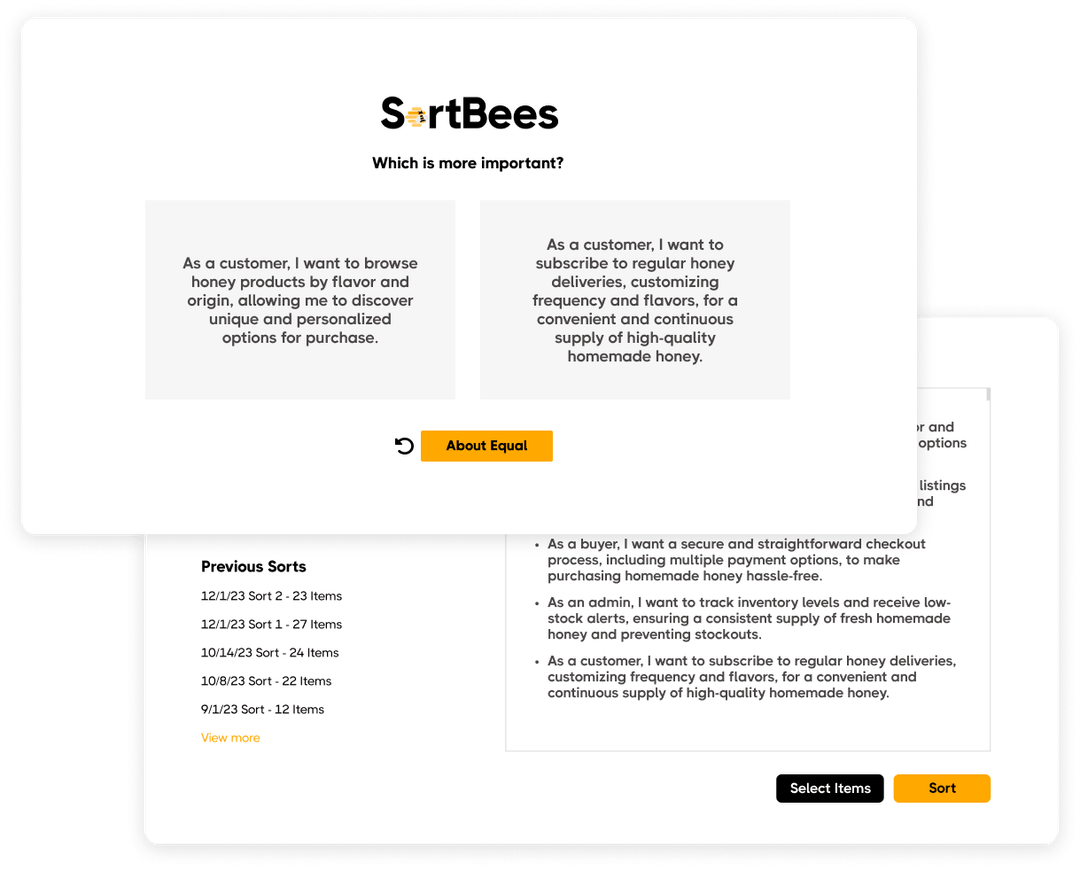 SortBees
Which is more important?
As a customer, I want to browse
honey products by flavor and
origin, allowing me to discover
unique and personalized
options for purchase.
As a customer, I want to
subscribe to regular honey
deliveries, customizing
frequency and flavors, for a
convenient and continuous
supply of high-quality
homemade honey.
About Equal
and
options
listings
Previous Sorts
12/1/23 Sort 2 - 23 Items
12/1/23 Sort 1 - 27 Items
10/14/23 Sort - 24 Items
10/8/23 Sort - 22 Items
9/1/23 Sort - 12 Items
View more
• As a buyer, I want a secure and straightforward checkout
process, including multiple payment options, to make
purchasing homemade honey hassle-free.
• As an admin, I want to track inventory levels and receive low-
stock alerts, ensuring a consistent supply of fresh homemade
honey and preventing stockouts.
• As a customer, I want to subscribe to regular honey deliveries,
customizing frequency and flavors, for a convenient and
continuous supply of high-quality homemade honey.
Select Items
Sort